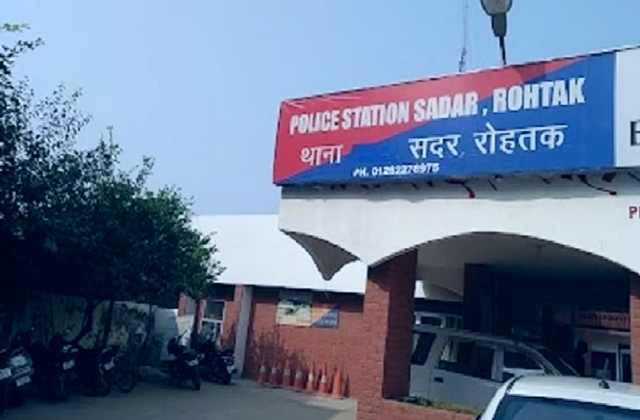 POLICE STATION SADAR, ROHTAK
थाना सदर रोहतक
PH. 01262276975